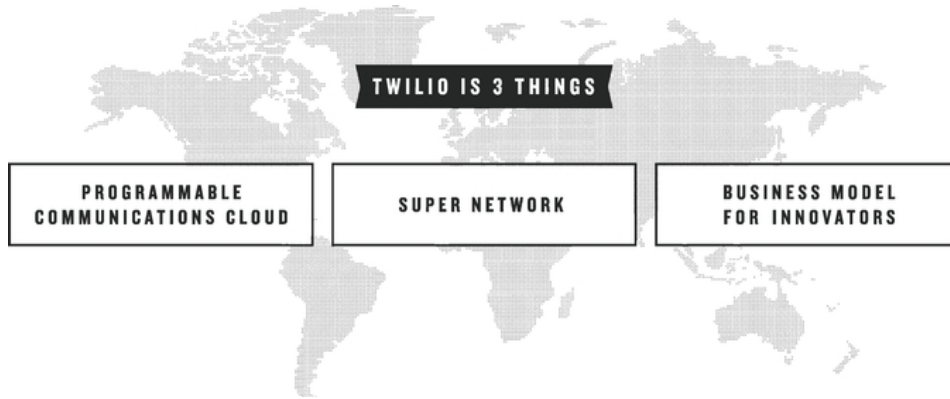 TWILIO IS 3 THINGS
PROGRAMMABLE
COMMUNICATIONS CLOUD
SUPER NETWORK
BUSINESS MODEL
FOR INNOVATORS